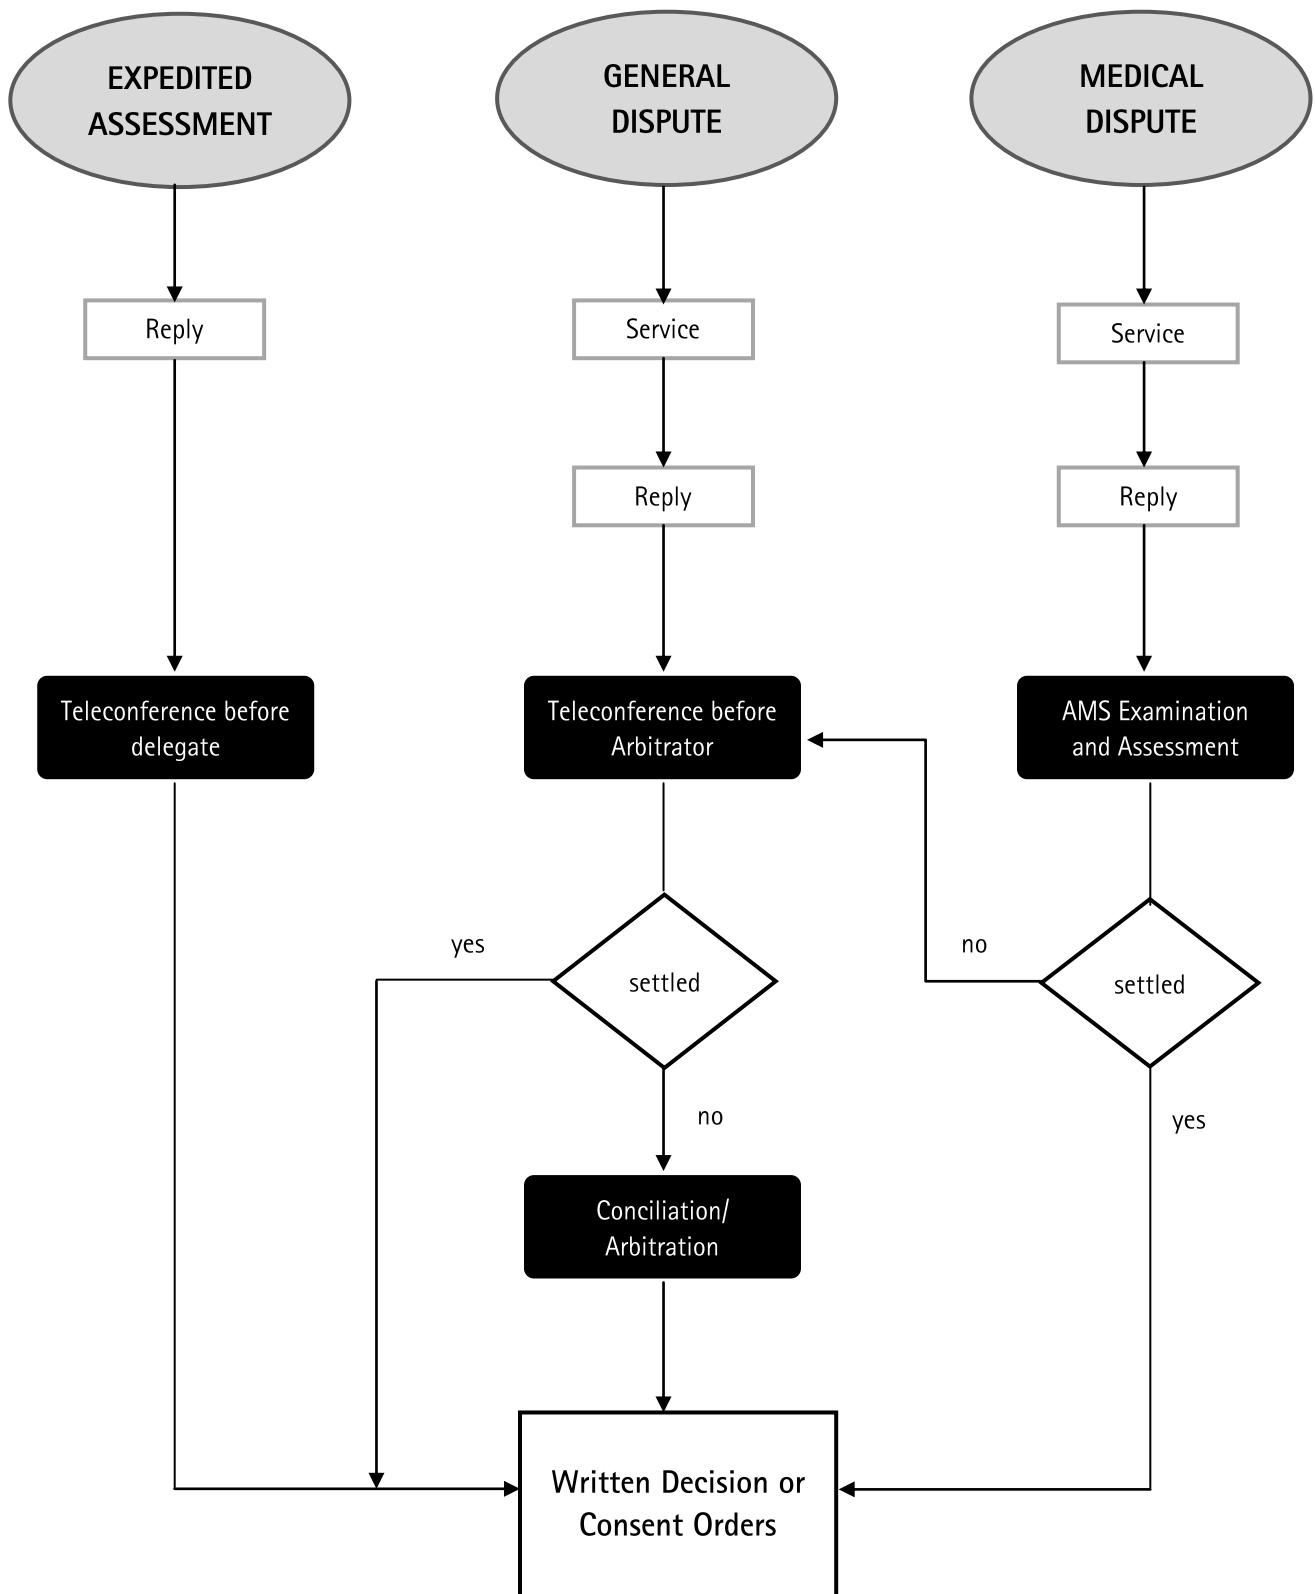 EXPEDITED
ASSESSMENT
GENERAL
DISPUTE
MEDICAL
DISPUTE
Reply
Service
Service
Reply
Reply
Teleconference before
delegate
Teleconference before
Arbitrator
AMS Examination
and Assessment
yes
settled
no
settled
no
yes
Conciliation/
Arbitration
Written Decision or
Consent Orders